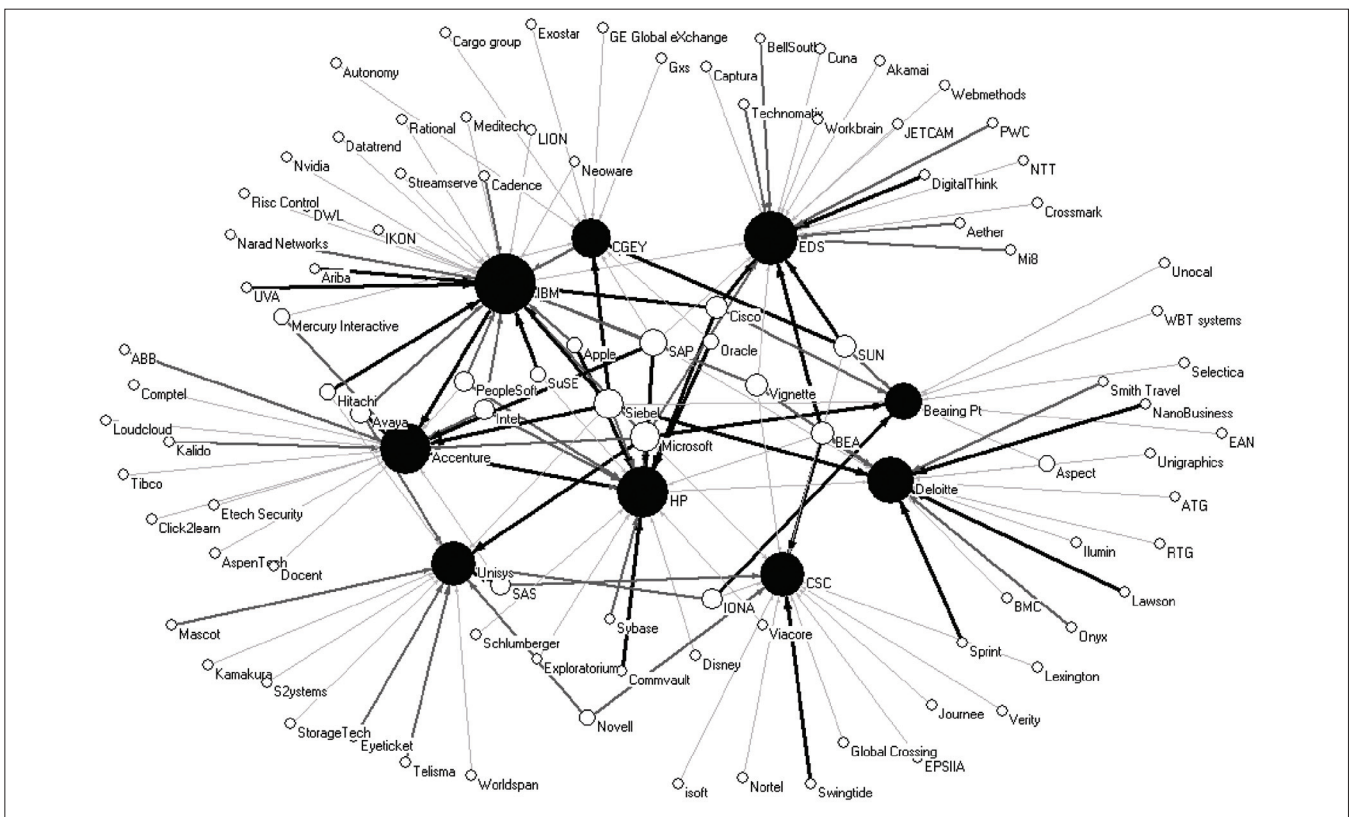 Exostar
GE Global eXchange
Cargo group
BellSouth
Cuna
Gxs
Akamai
Autonomy
Captura
Webmethods
Technomatix
Rational
Meditech
LION
Workbrain
JETCAM
PWC
Datatrend
Nvidia
Streamserve
Cadence
Neoware
NTT
DigitalThink
Risc Control
DWL
Crossmark
IKON
Aether
Narad Networks
CGEY
EDS
Mi8
Ariba
Unocal
UVA
IBM
Cisco
Mercury Interactive
WBT systems
SAP
Apple
Oracle
SUN
ABB
Selectica
Comptel
Hitachi
PeopleSoft
SuSE
Vignette
Smith Travel
Avaya
Intel
Siebel
Bearing Pt
NanoBusiness
Loudcloud
Kalido
Accenture
Microsoft
BEA
EAN
Unigraphics
Aspect
Tibco
Deloitte
HP
ATG
Etech Security
Click2learn
Ilumin
RTG
AspenTech
Docent
Unisys
SAS
CSC
IONA
BMC
Lawson
Mascot
Sybase
Viacore
Onyx
Schlumberger
Sprint
Kamakura
Exploratorium
Commvault
Disney
Lexington
S2ystems
Journee
Verity
StorageTech
Novell
Eyeticket
Global Crossing
EPSIIA
Telisma
Worldspan
isoft
Nortel
Swingtide